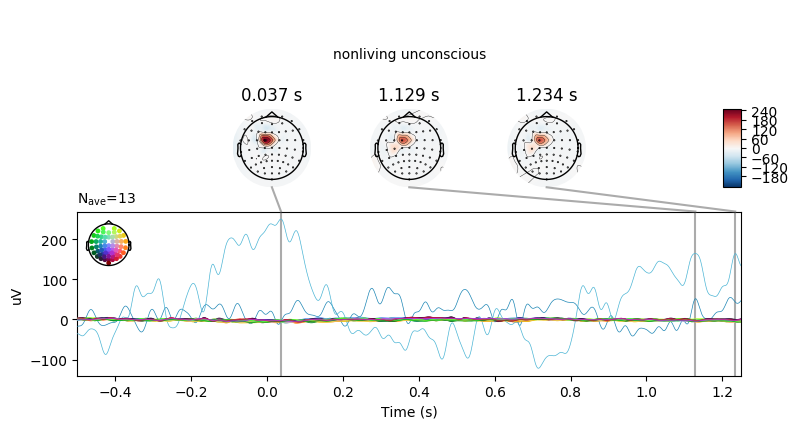 nonliving unconscious
0.037 s 1.129 s 1.234 s
240
180
120
60
0
−60
−120
−180
Nave=13
200
100
0
−100
uV
−0.4 −0.2 0.0 0.2 0.4 0.6 0.8 1.0 1.2
Time (s)